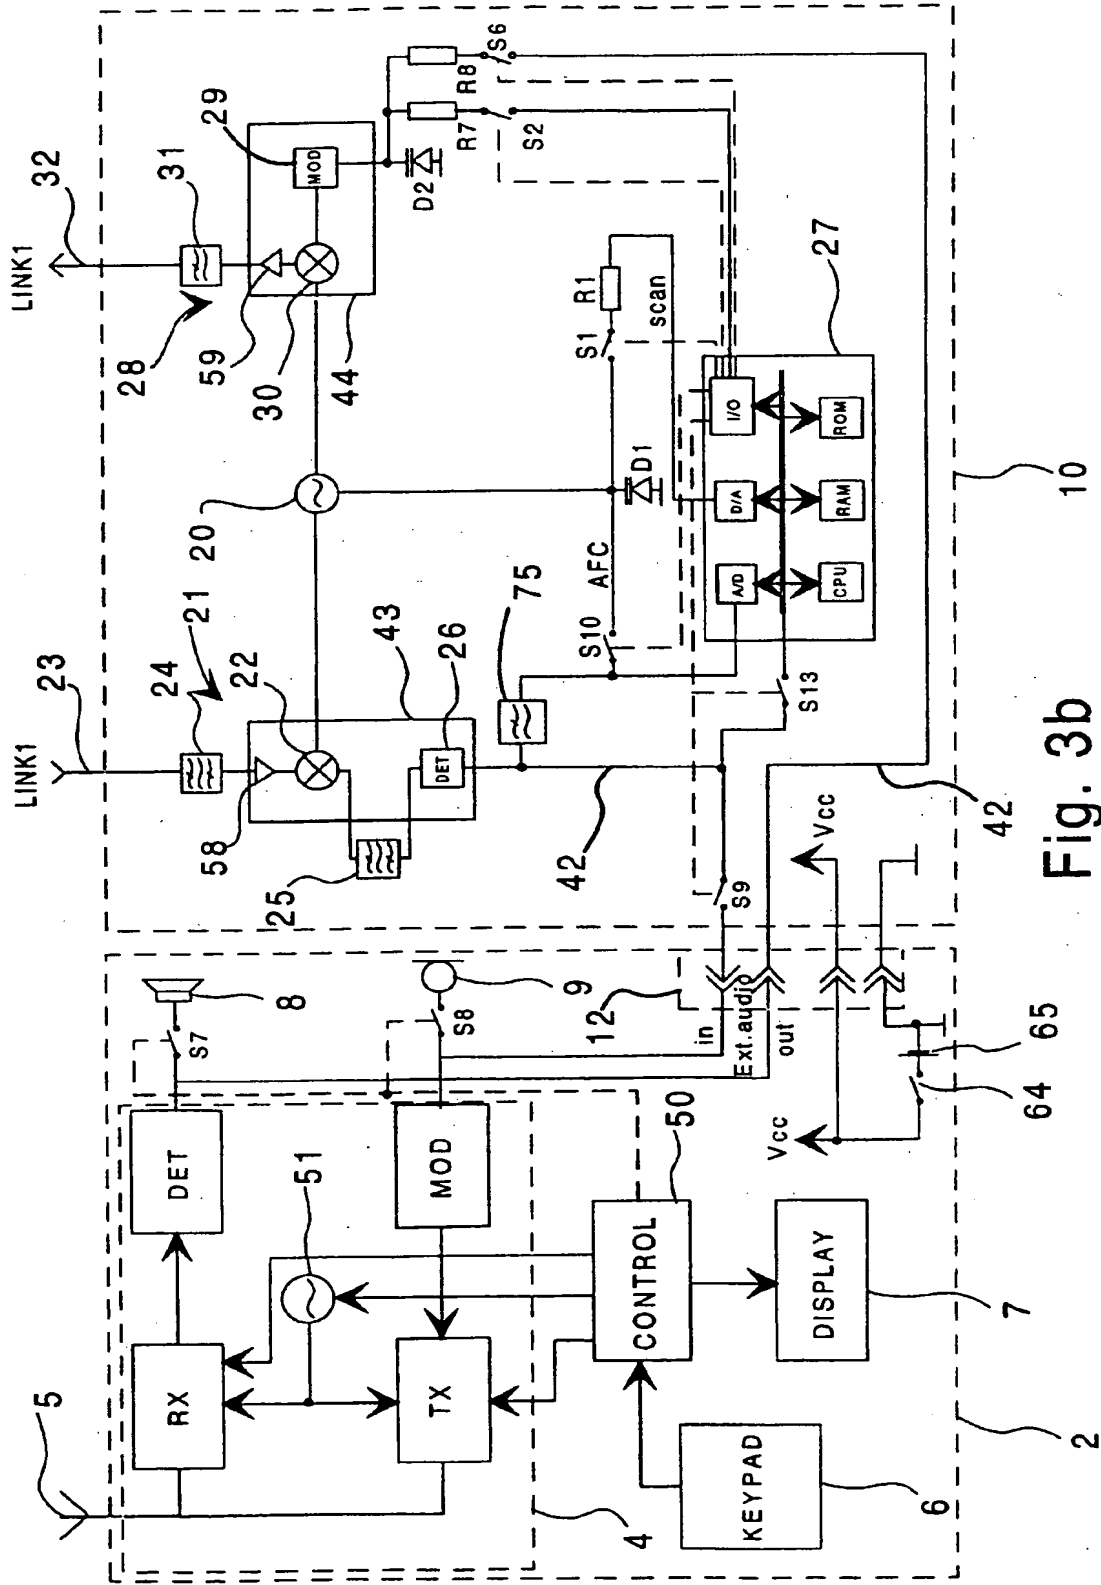 LINK1
32
31
28
29
59
30
44
MOD
D2
R8
S6
R7
S2
LINK1
23
24
21
22
20
43
26
DET
58
25
75
42
AFC
S10
D1
S1
R1
scan
27
I/O
D/A
A/D
ROM
RAM
CPU
S13
S9
10
42
Vcc
8
S7
9
S8
12
in
Ext.audio
out
65
64
Vcc
5
RX
DET
51
MOD
TX
4
50
CONTROL
KEYPAD
6
DISPLAY
7
2
Fig. 3b